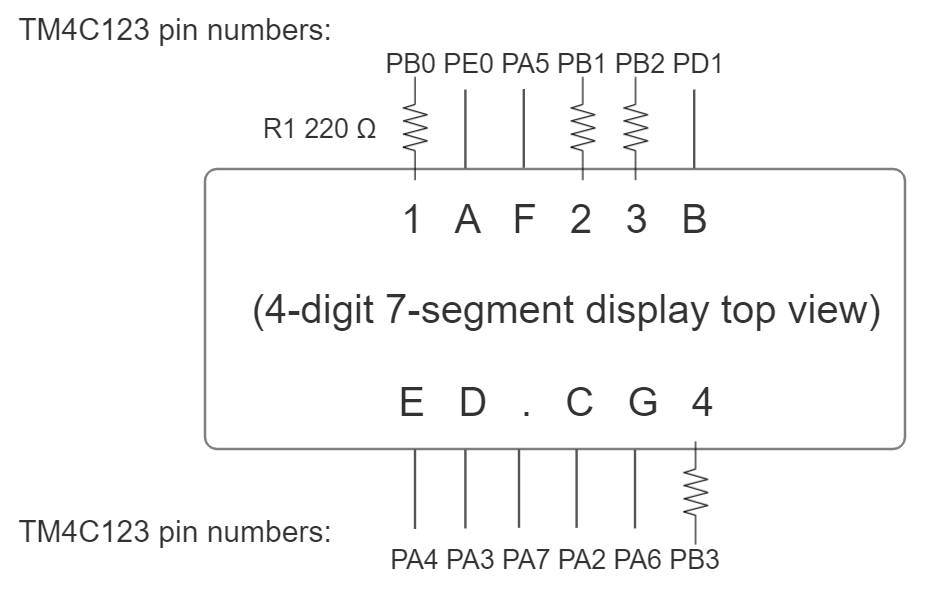 TM4C123 pin numbers:
PB0 PE0 PA5 PB1 PB2 PD1
R1 220 Ω
1 A F 2 3 B
(4-digit 7-segment display top view)
E D . C G 4
TM4C123 pin numbers:
PA4 PA3 PA7 PA2 PA6 PB3